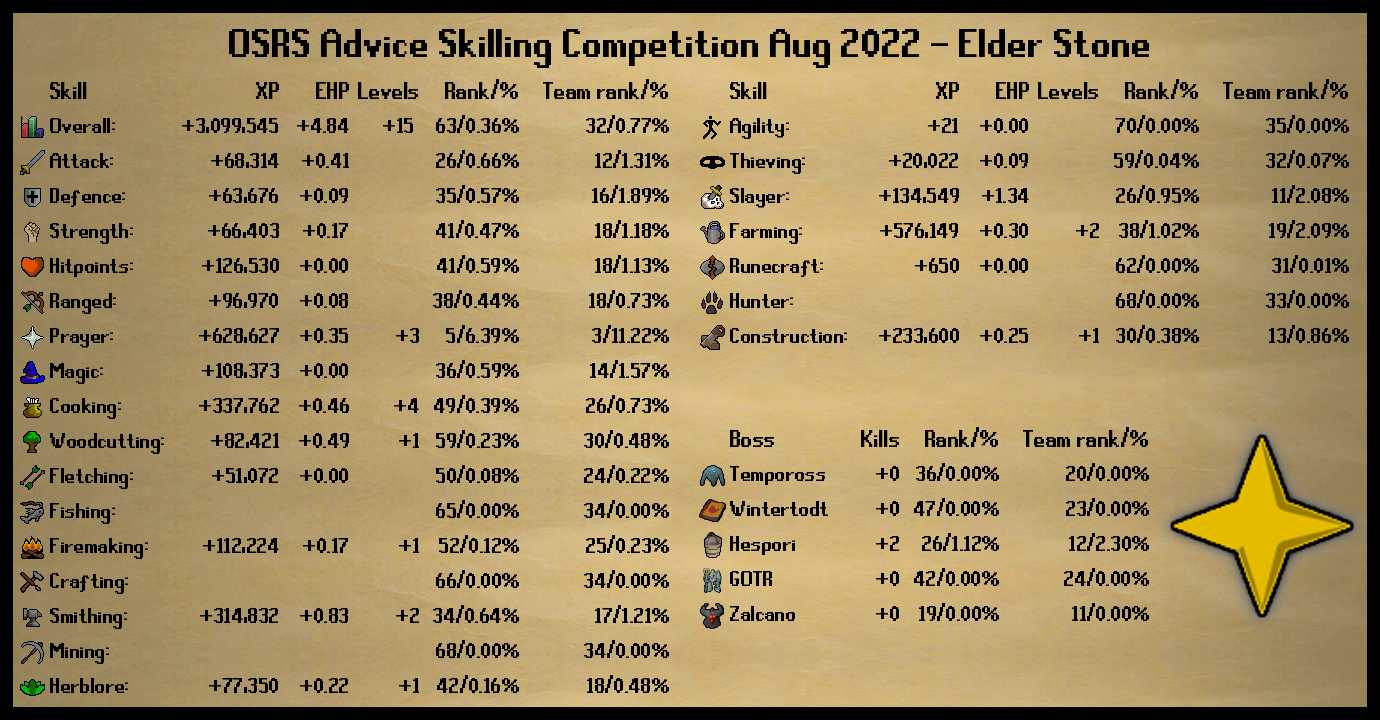 OSRS Advice Skilling Competition Aug 2022 - Elder Stone
Skill XP EHP Levels Rank/% Team rank/%
Overall: +3,099,545 +4.84 +15 63/0.36% 32/0.77%
Attack: +68,314 +0.41 26/0.66% 12/1.31%
Defence: +63,676 +0.09 35/0.57% 16/1.89%
Strength: +66,403 +0.17 41/0.47% 18/1.18%
Hitpoints: +126,530 +0.00 41/0.59% 18/1.13%
Ranged: +96,970 +0.08 38/0.44% 18/0.73%
Prayer: +628,627 +0.35 +3 5/6.39% 3/11.22%
Magic: +108,373 +0.00 36/0.59% 14/1.57%
Cooking: +337,762 +0.46 +4 49/0.39% 26/0.73%
Woodcutting: +82,421 +0.49 +1 59/0.23% 30/0.48%
Fletching: +51,072 +0.00 50/0.08% 24/0.22%
Fishing: 65/0.00% 34/0.00%
Firemaking: +112,224 +0.17 +1 52/0.12% 25/0.23%
Crafting: 66/0.00% 34/0.00%
Smithing: +314,832 +0.83 +2 34/0.64% 17/1.21%
Mining: 68/0.00% 34/0.00%
Herblore: +77,350 +0.22 +1 42/0.16% 18/0.48%
Skill XP EHP Levels Rank/% Team rank/%
Agility: +21 +0.00 70/0.00% 35/0.00%
Thieving: +20,022 +0.09 59/0.04% 32/0.07%
Slayer: +134,549 +1.34 26/0.95% 11/2.08%
Farming: +576,149 +0.30 +2 38/1.02% 19/2.09%
Runecraft: +650 +0.00 62/0.00% 31/0.01%
Hunter: 68/0.00% 33/0.00%
Construction: +233,600 +0.25 +1 30/0.38% 13/0.86%
Boss Kills Rank/% Team rank/%
Tempoross +0 36/0.00% 20/0.00%
Wintertodt +0 47/0.00% 23/0.00%
Hespori +2 26/1.12% 12/2.30%
GOTR +0 42/0.00% 24/0.00%
Zalcano +0 19/0.00% 11/0.00%